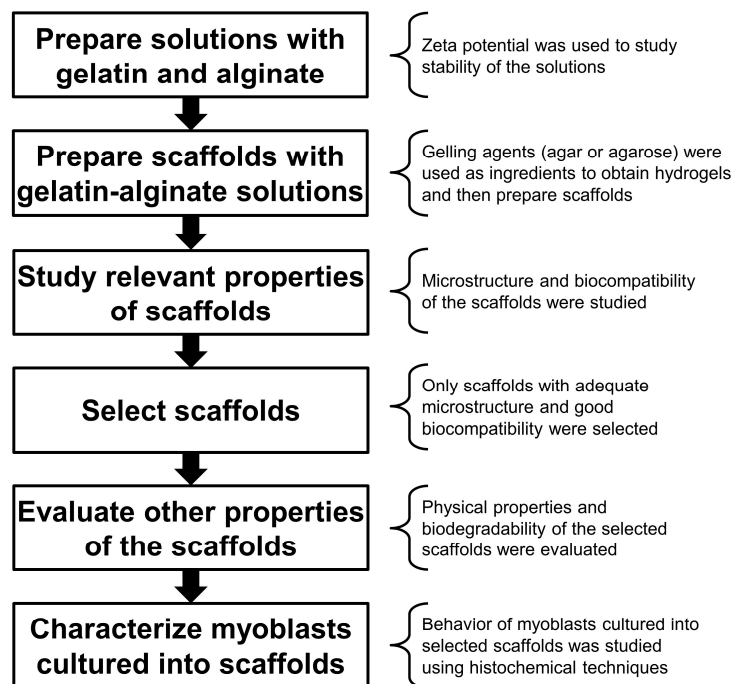 Prepare solutions with
gelatin and alginate
Zeta potential was used to study
stability of the solutions
Prepare scaffolds with
gelatin-alginate solutions
Gelling agents (agar or agarose) were
used as ingredients to obtain hydrogels
and then prepare scaffolds
Study relevant properties
of scaffolds
Microstructure and biocompatibility
of the scaffolds were studied
Select scaffolds
Only scaffolds with adequate
microstructure and good
biocompatibility were selected
Evaluate other properties
of the scaffolds
Physical properties and
biodegradability of the selected
scaffolds were evaluated
Characterize myoblasts
cultured into scaffolds
Behavior of myoblasts cultured into
selected scaffolds was studied
using histochemical techniques